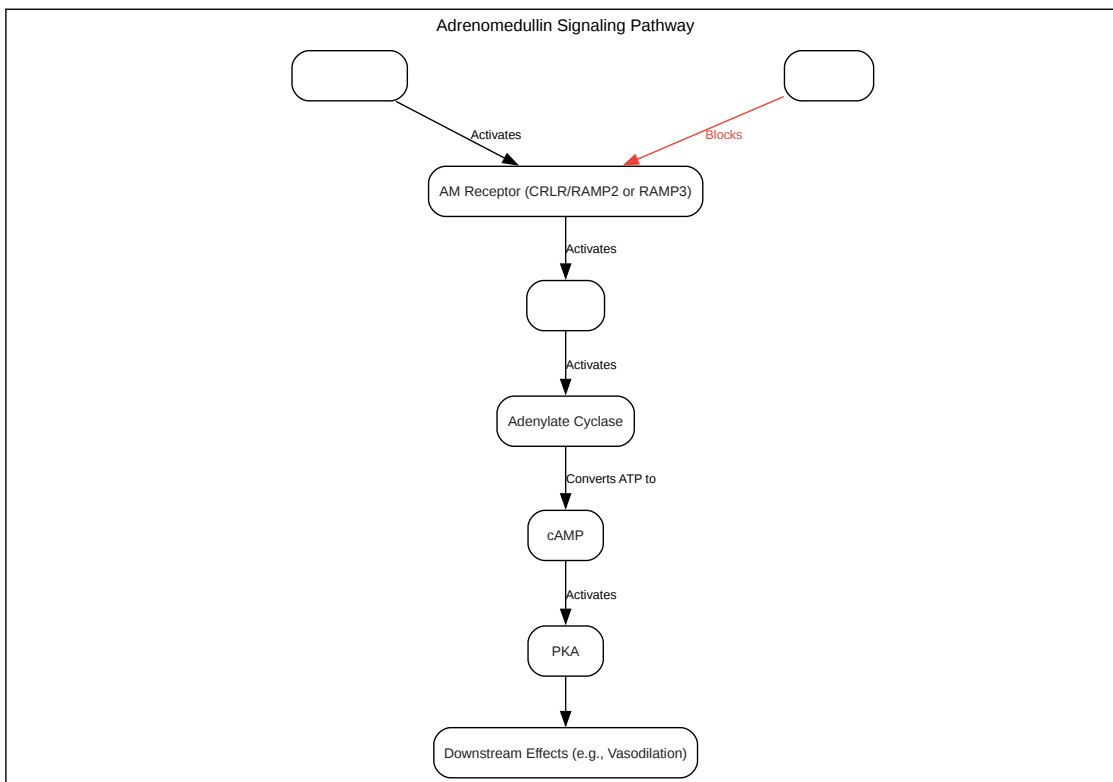 Adrenomedullin Signaling Pathway
Activates
Blocks
AM Receptor (CRLR/RAMP2 or RAMP3)
Activates
Activates
Adenylate Cyclase
Converts ATP to
cAMP
Activates
PKA
Downstream Effects (e.g., Vasodilation)